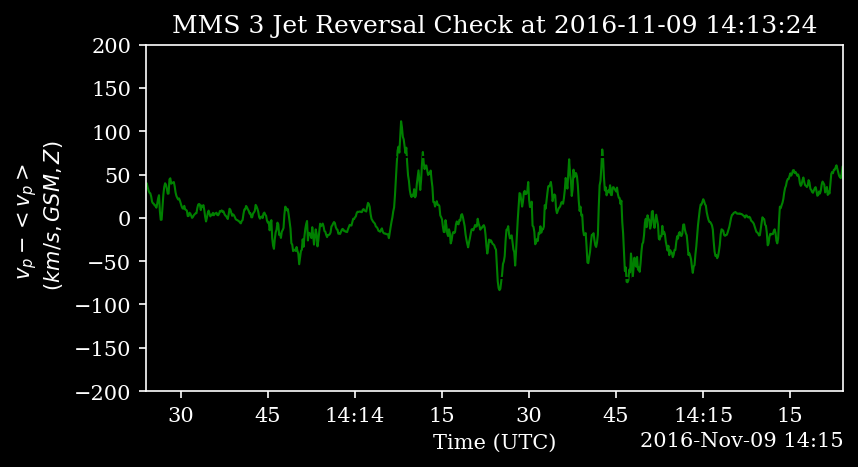 MMS 3 Jet Reversal Check at 2016-11-09 14:13:24
v_p - < v_p >
(km/s, GSM, Z)
200
150
100
50
0
−50
−100
−150
−200
30 45 14:14 15 30 45 14:15 15
Time (UTC)
2016-Nov-09 14:15